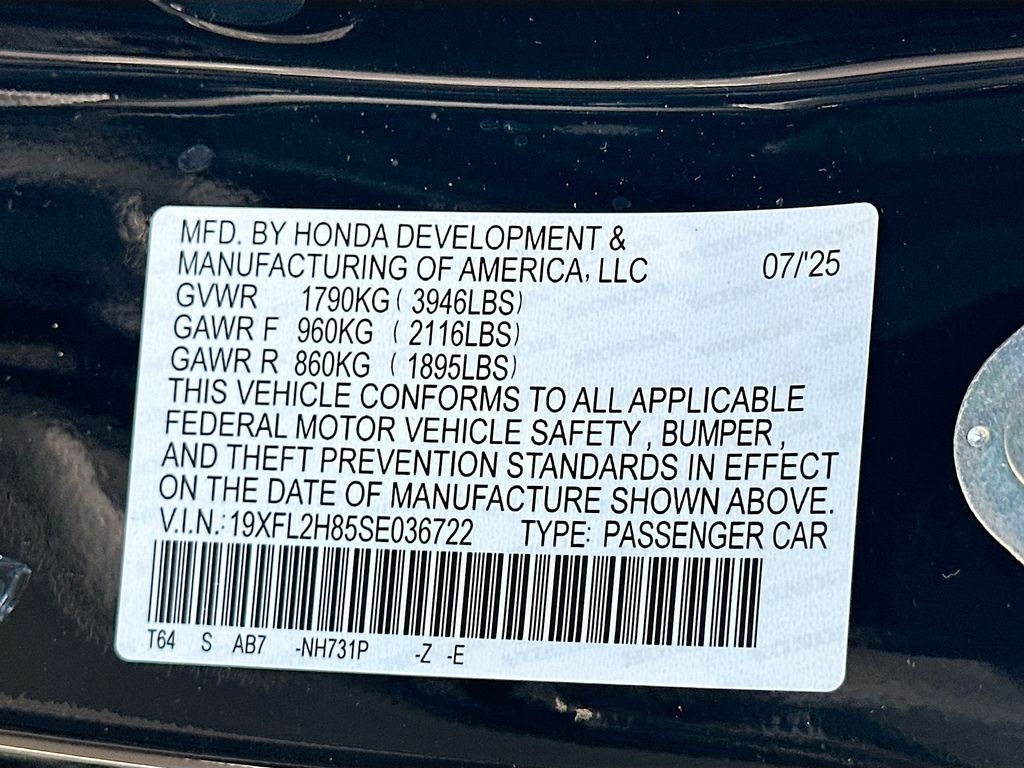 MFD. BY HONDA DEVELOPMENT &
MANUFACTURING OF AMERICA, LLC 07/'25
GVWR 1790KG ( 3946LBS)
GAWR F 960KG ( 2116LBS)
GAWR R 860KG ( 1895LBS)
THIS VEHICLE CONFORMS TO ALL APPLICABLE
FEDERAL MOTOR VEHICLE SAFETY, BUMPER,
AND THEFT PREVENTION STANDARDS IN EFFECT
ON THE DATE OF MANUFACTURE SHOWN ABOVE.
V.I.N.: 19XFL2H85SE036722 TYPE: PASSENGER CAR
T64 S AB7 -NH731P -Z -E